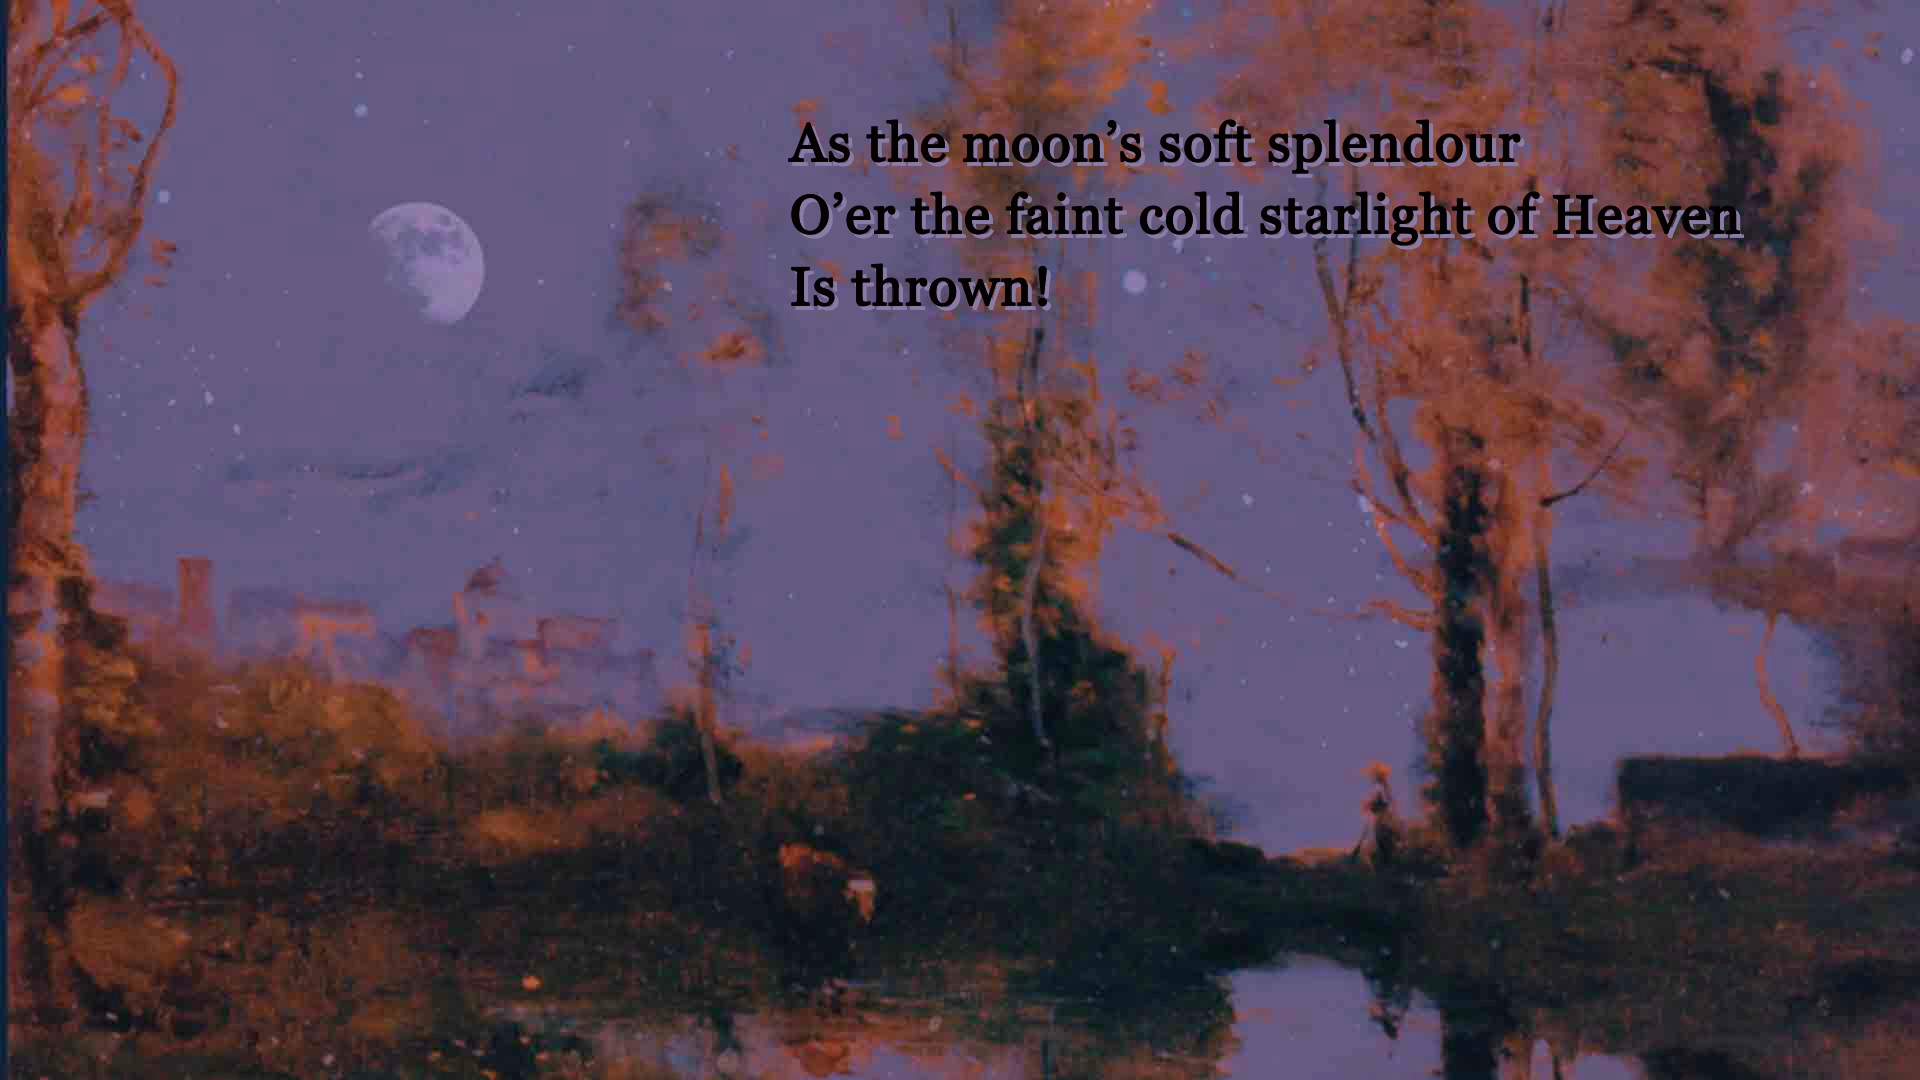 As the moon’s soft splendour
O’er the faint cold starlight of Heaven
Is thrown!